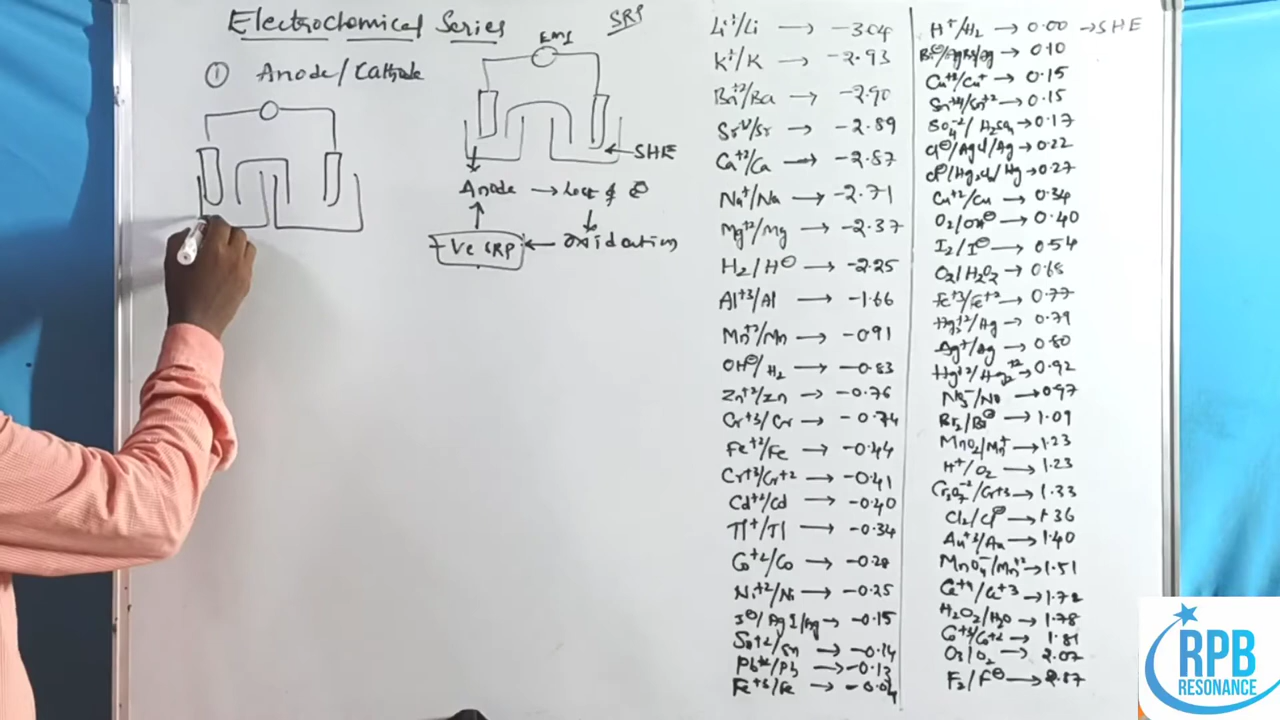 Electrochemical Series
SRP
① Anode/Cathode
EMF
SHE
Anode → Loss of e⊖
↓
Oxidation
-Ve SRP ←
Li⁺/Li → -3.04
K⁺/K → -2.93
Ba⁺²/Ba → -2.90
Sr⁺²/Sr → -2.89
Ca⁺²/Ca → -2.87
Na⁺/Na → -2.71
Mg⁺²/Mg → -2.37
H₂/H⊖ → -2.25
Al⁺³/Al → -1.66
Mn⁺²/Mn → -0.91
OH⊖/H₂ → -0.83
Zn⁺²/Zn → -0.76
Cr⁺³/Cr → -0.74
Fe⁺²/Fe → -0.44
Cr⁺³/Cr⁺² → -0.41
Cd⁺²/Cd → -0.40
Tl⁺/Tl → -0.34
Co⁺²/Co → -0.28
Ni⁺²/Ni → -0.25
I⊖/AgI/Ag → -0.15
Sn⁺²/Sn → -0.14
Pb⁺²/Pb → -0.13
Fe⁺³/Fe → -0.04
H⁺/H₂ → 0.00 → SHE
Br⊖/AgBr/Ag → 0.10
Cu⁺²/Cu⁺ → 0.15
Sn⁺⁴/Sn⁺² → 0.15
SO₄⁻²/H₂SO₃ → 0.17
Cl⊖/AgCl/Ag → 0.22
Cl⊖/Hg₂Cl₂/Hg → 0.27
Cu⁺²/Cu → 0.34
O₂/OH⊖ → 0.40
I₂/I⊖ → 0.54
O₂/H₂O₂ → 0.68
Fe⁺³/Fe⁺² → 0.77
Hg₂⁺²/Hg → 0.79
Ag⁺/Ag → 0.80
Hg⁺²/Hg₂⁺² → 0.92
NO₃⁻/NO → 0.97
Br₂/Br⊖ → 1.09
MnO₂/Mn⁺ → 1.23
H⁺/O₂ → 1.23
Cr₂O₇⁻²/Cr⁺³ → 1.33
Cl₂/Cl⊖ → 1.36
Au⁺³/Au → 1.40
MnO₄⁻/Mn⁺² → 1.51
Ce⁺⁴/Ce⁺³ → 1.72
H₂O₂/H₂O → 1.78
Co⁺³/Co⁺² → 1.81
O₃/O₂ → 2.07
F₂/F⊖ → 2.87
RPB
RESONANCE